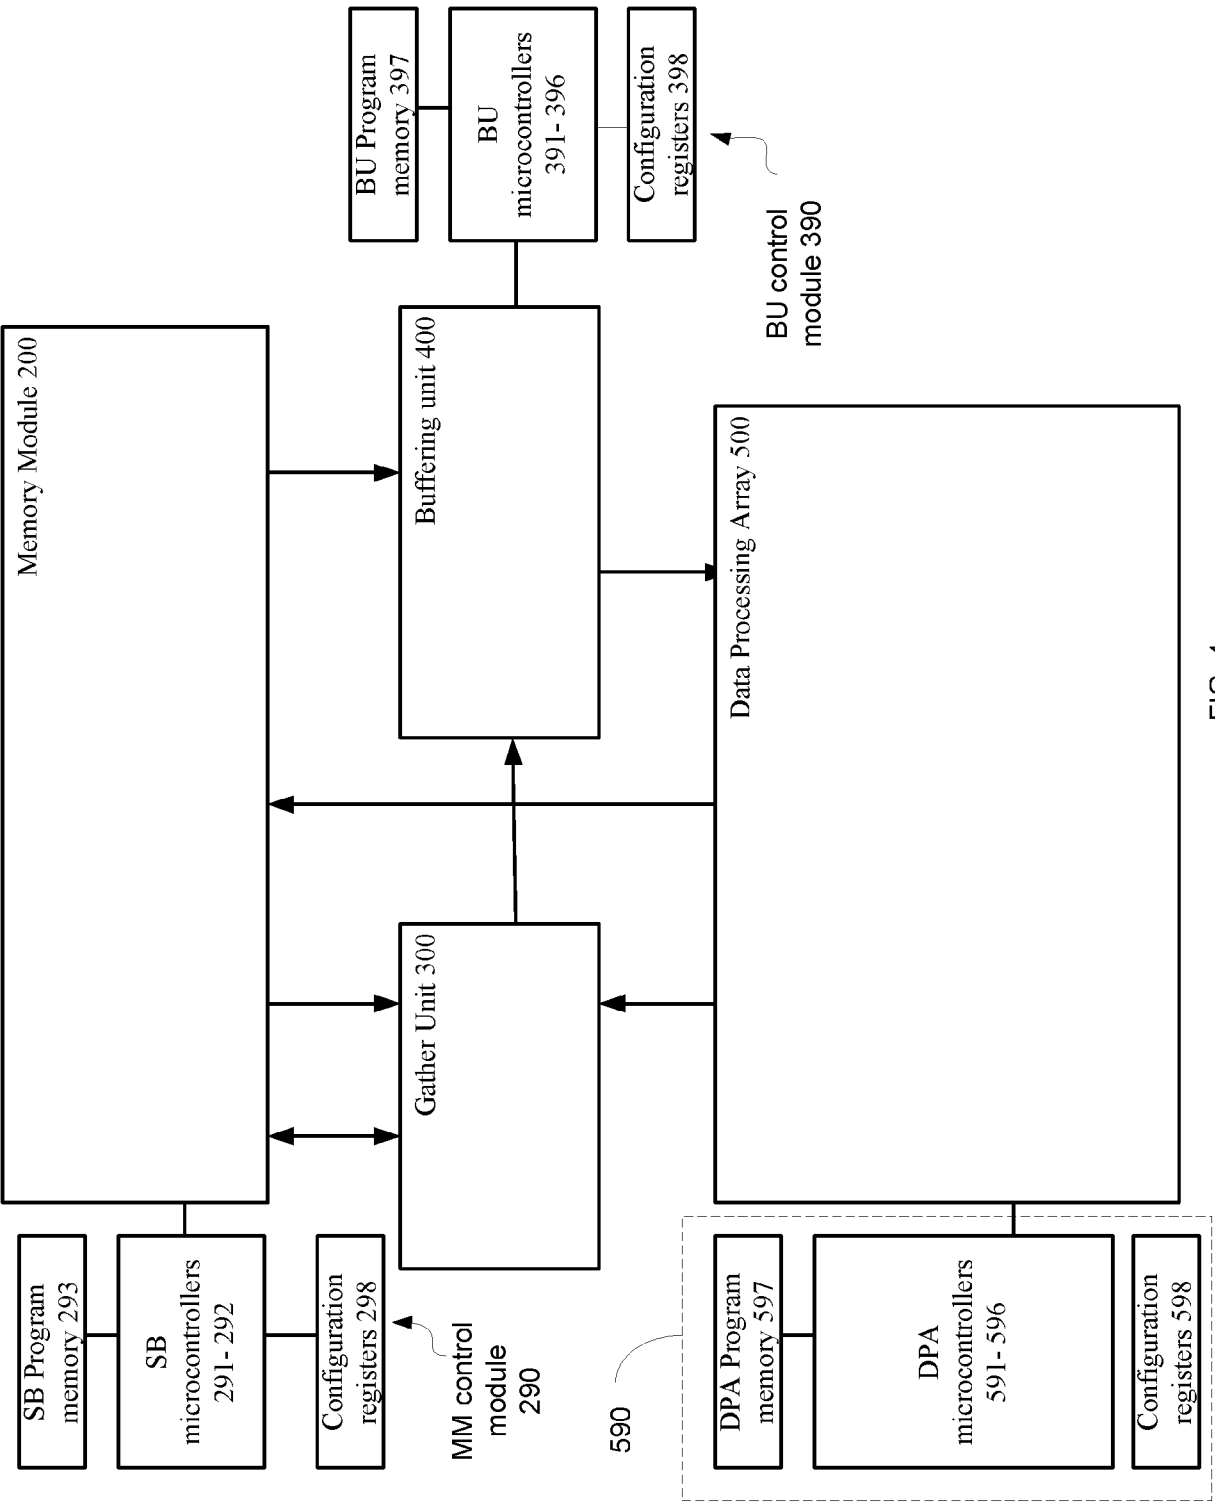 SB Program
memory 293
SB
microcontrollers
291- 292
Configuration
registers 298
MM control
module
290
Memory Module 200
BU Program
memory 397
BU
microcontrollers
391- 396
Configuration
registers 398
BU control
module 390
Gather Unit 300
Buffering unit 400
590
DPA Program
memory 597
DPA
microcontrollers
591- 596
Configuration
registers 598
Data Processing Array 500